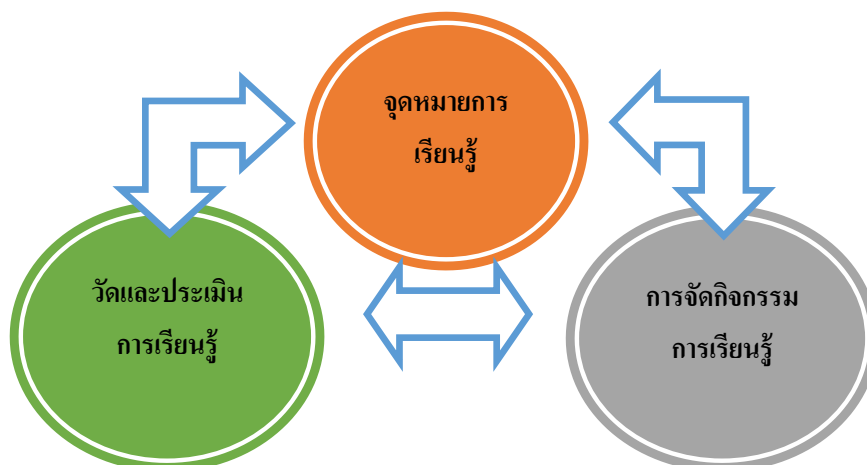 จุดหมายการ
เรียนรู้
วัดและประเมิน
การเรียนรู้
การจัดกิจกรรม
การเรียนรู้